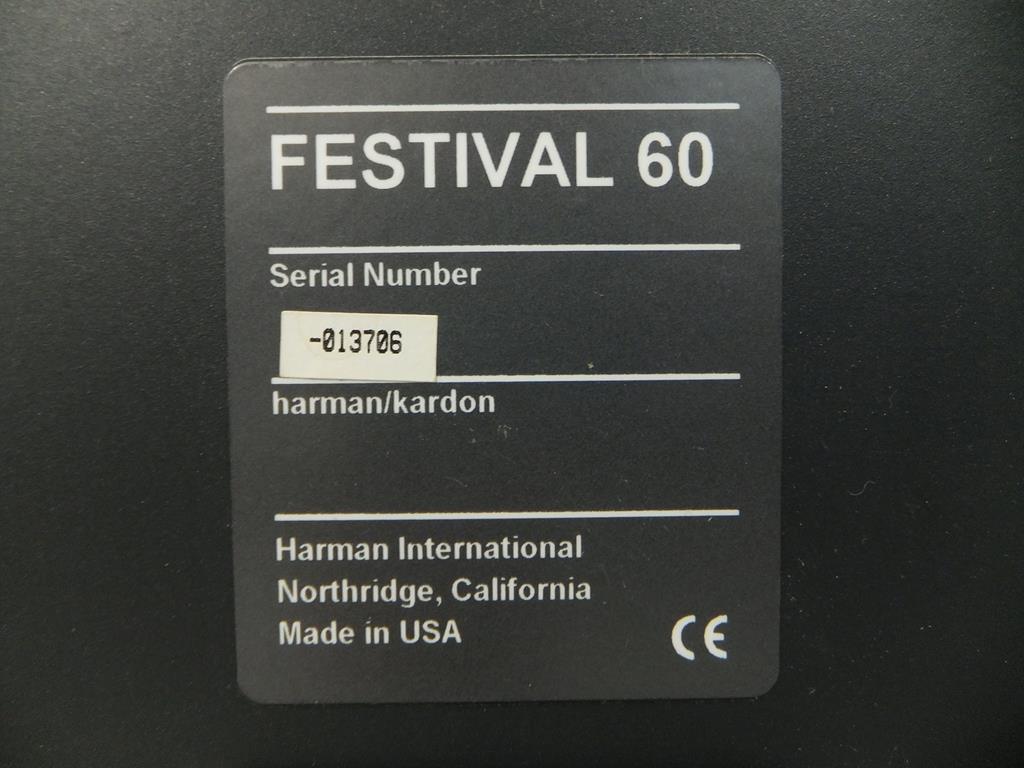 FESTIVAL 60
Serial Number
-013706
harman/kardon
Harman International
Northridge, California
Made in USA
CE